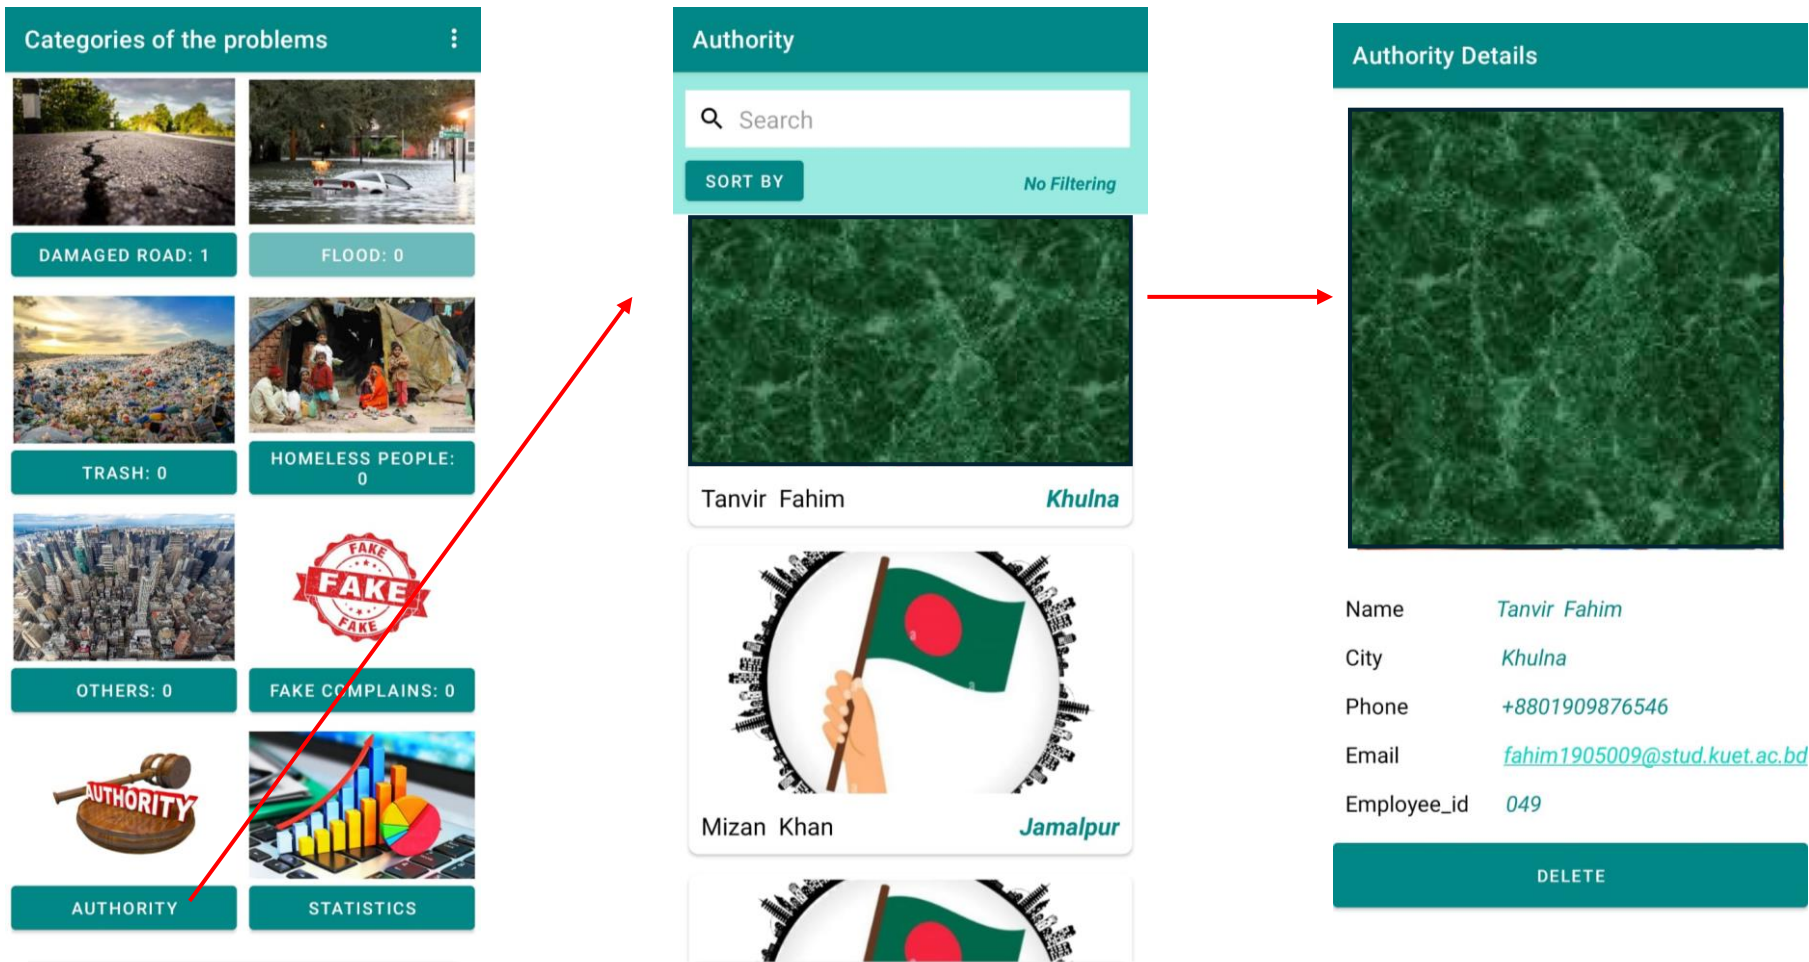 Categories of the problems
DAMAGED ROAD: 1
FLOOD: 0
TRASH: 0
HOMELESS PEOPLE:
0
FAKE
FAKE
FAKE
OTHERS: 0
FAKE COMPLAINS: 0
AUTHORITY
AUTHORITY
STATISTICS
Authority
Search
SORT BY
No Filtering
Tanvir Fahim
Khulna
a
a
Mizan Khan
Jamalpur
Authority Details
Name
Tanvir Fahim
City
Khulna
Phone
+8801909876546
Email
fahim1905009@stud.kuet.ac.bd
Employee_id
049
DELETE